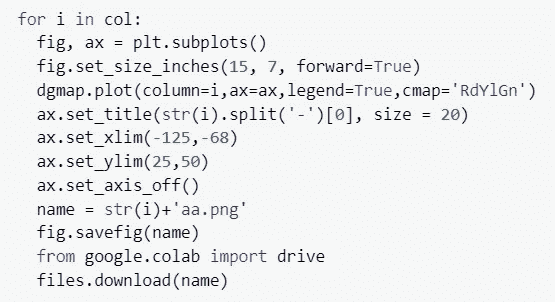 for i in col:
  fig, ax = plt.subplots()
  fig.set_size_inches(15, 7, forward=True)
  dgmap.plot(column=i,ax=ax,legend=True,cmap='RdYlGn')
  ax.set_title(str(i).split('-')[0], size = 20)
  ax.set_xlim(-125,-68)
  ax.set_ylim(25,50)
  ax.set_axis_off()
  name = str(i)+'aa.png'
  fig.savefig(name)
  from google.colab import drive
  files.download(name)